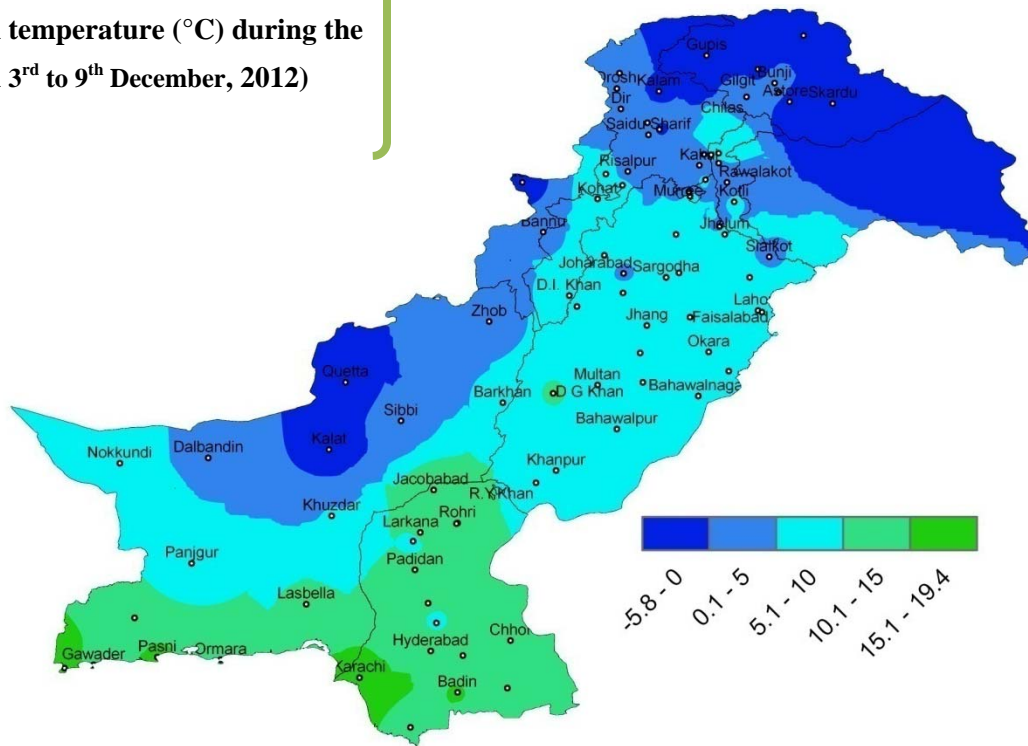 temperature (°C) during the
3rd to 9th December, 2012)
Gupis
Drosh
Kalam
Gilgit
Bunji
Dir
Astore
Skardu
Chilas
Saidu Sharif
Risalpur
Rawalakot
Kohat
Murree
Kotli
Bannu
Jhelum
Sialkot
Joharabad
Sargodha
D.I. Khan
Laho
Zhob
Jhang
Faisalabad
Okara
Quetta
Multan
Barkhan
D G Khan
Bahawalnaga
Sibbi
Bahawalpur
Kalat
Nokkundi
Dalbandin
Khanpur
Jacobabad
R.Y.Khan
Khuzdar
Larkana
Rohri
Panjgur
Padidan
Lasbella
Hyderabad
Chhor
Gawader
Pasni
Ormara
Karachi
Badin
-5.8 - 0
0.1 - 5
5.1 - 10
10.1 - 15
15.1 - 19.4